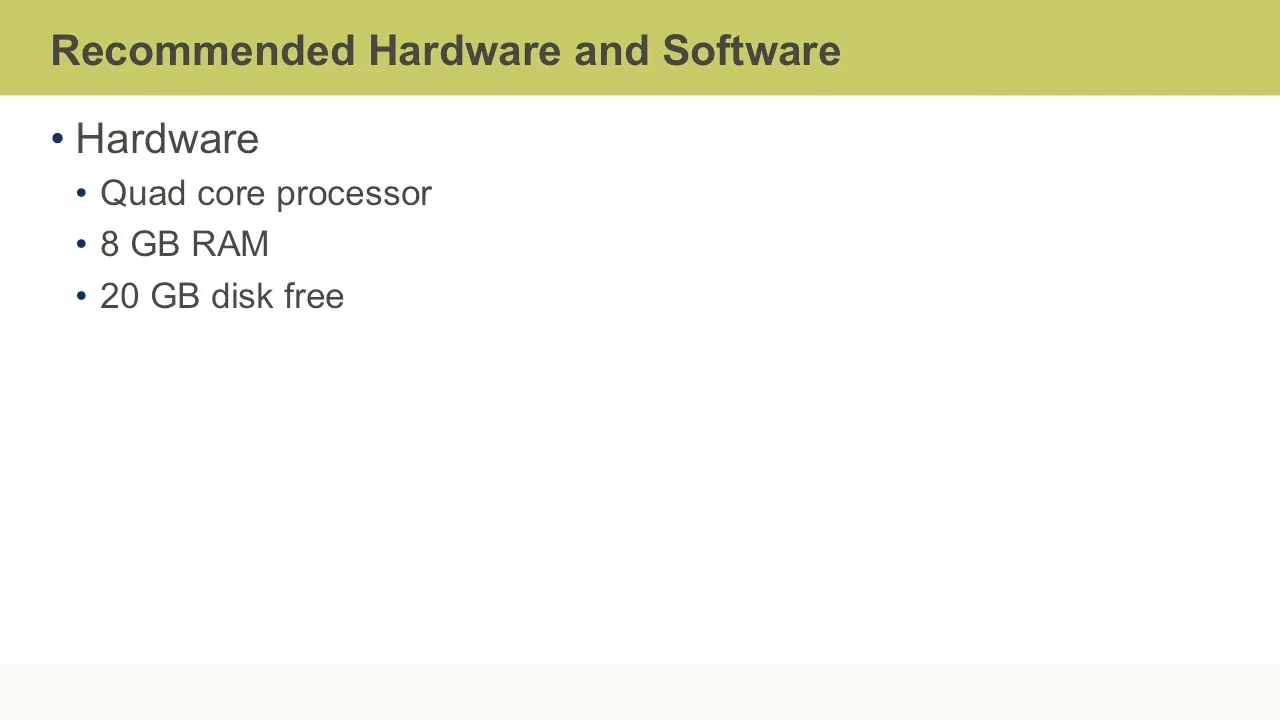 Recommended Hardware and Software
• Hardware
• Quad core processor
• 8 GB RAM
• 20 GB disk free